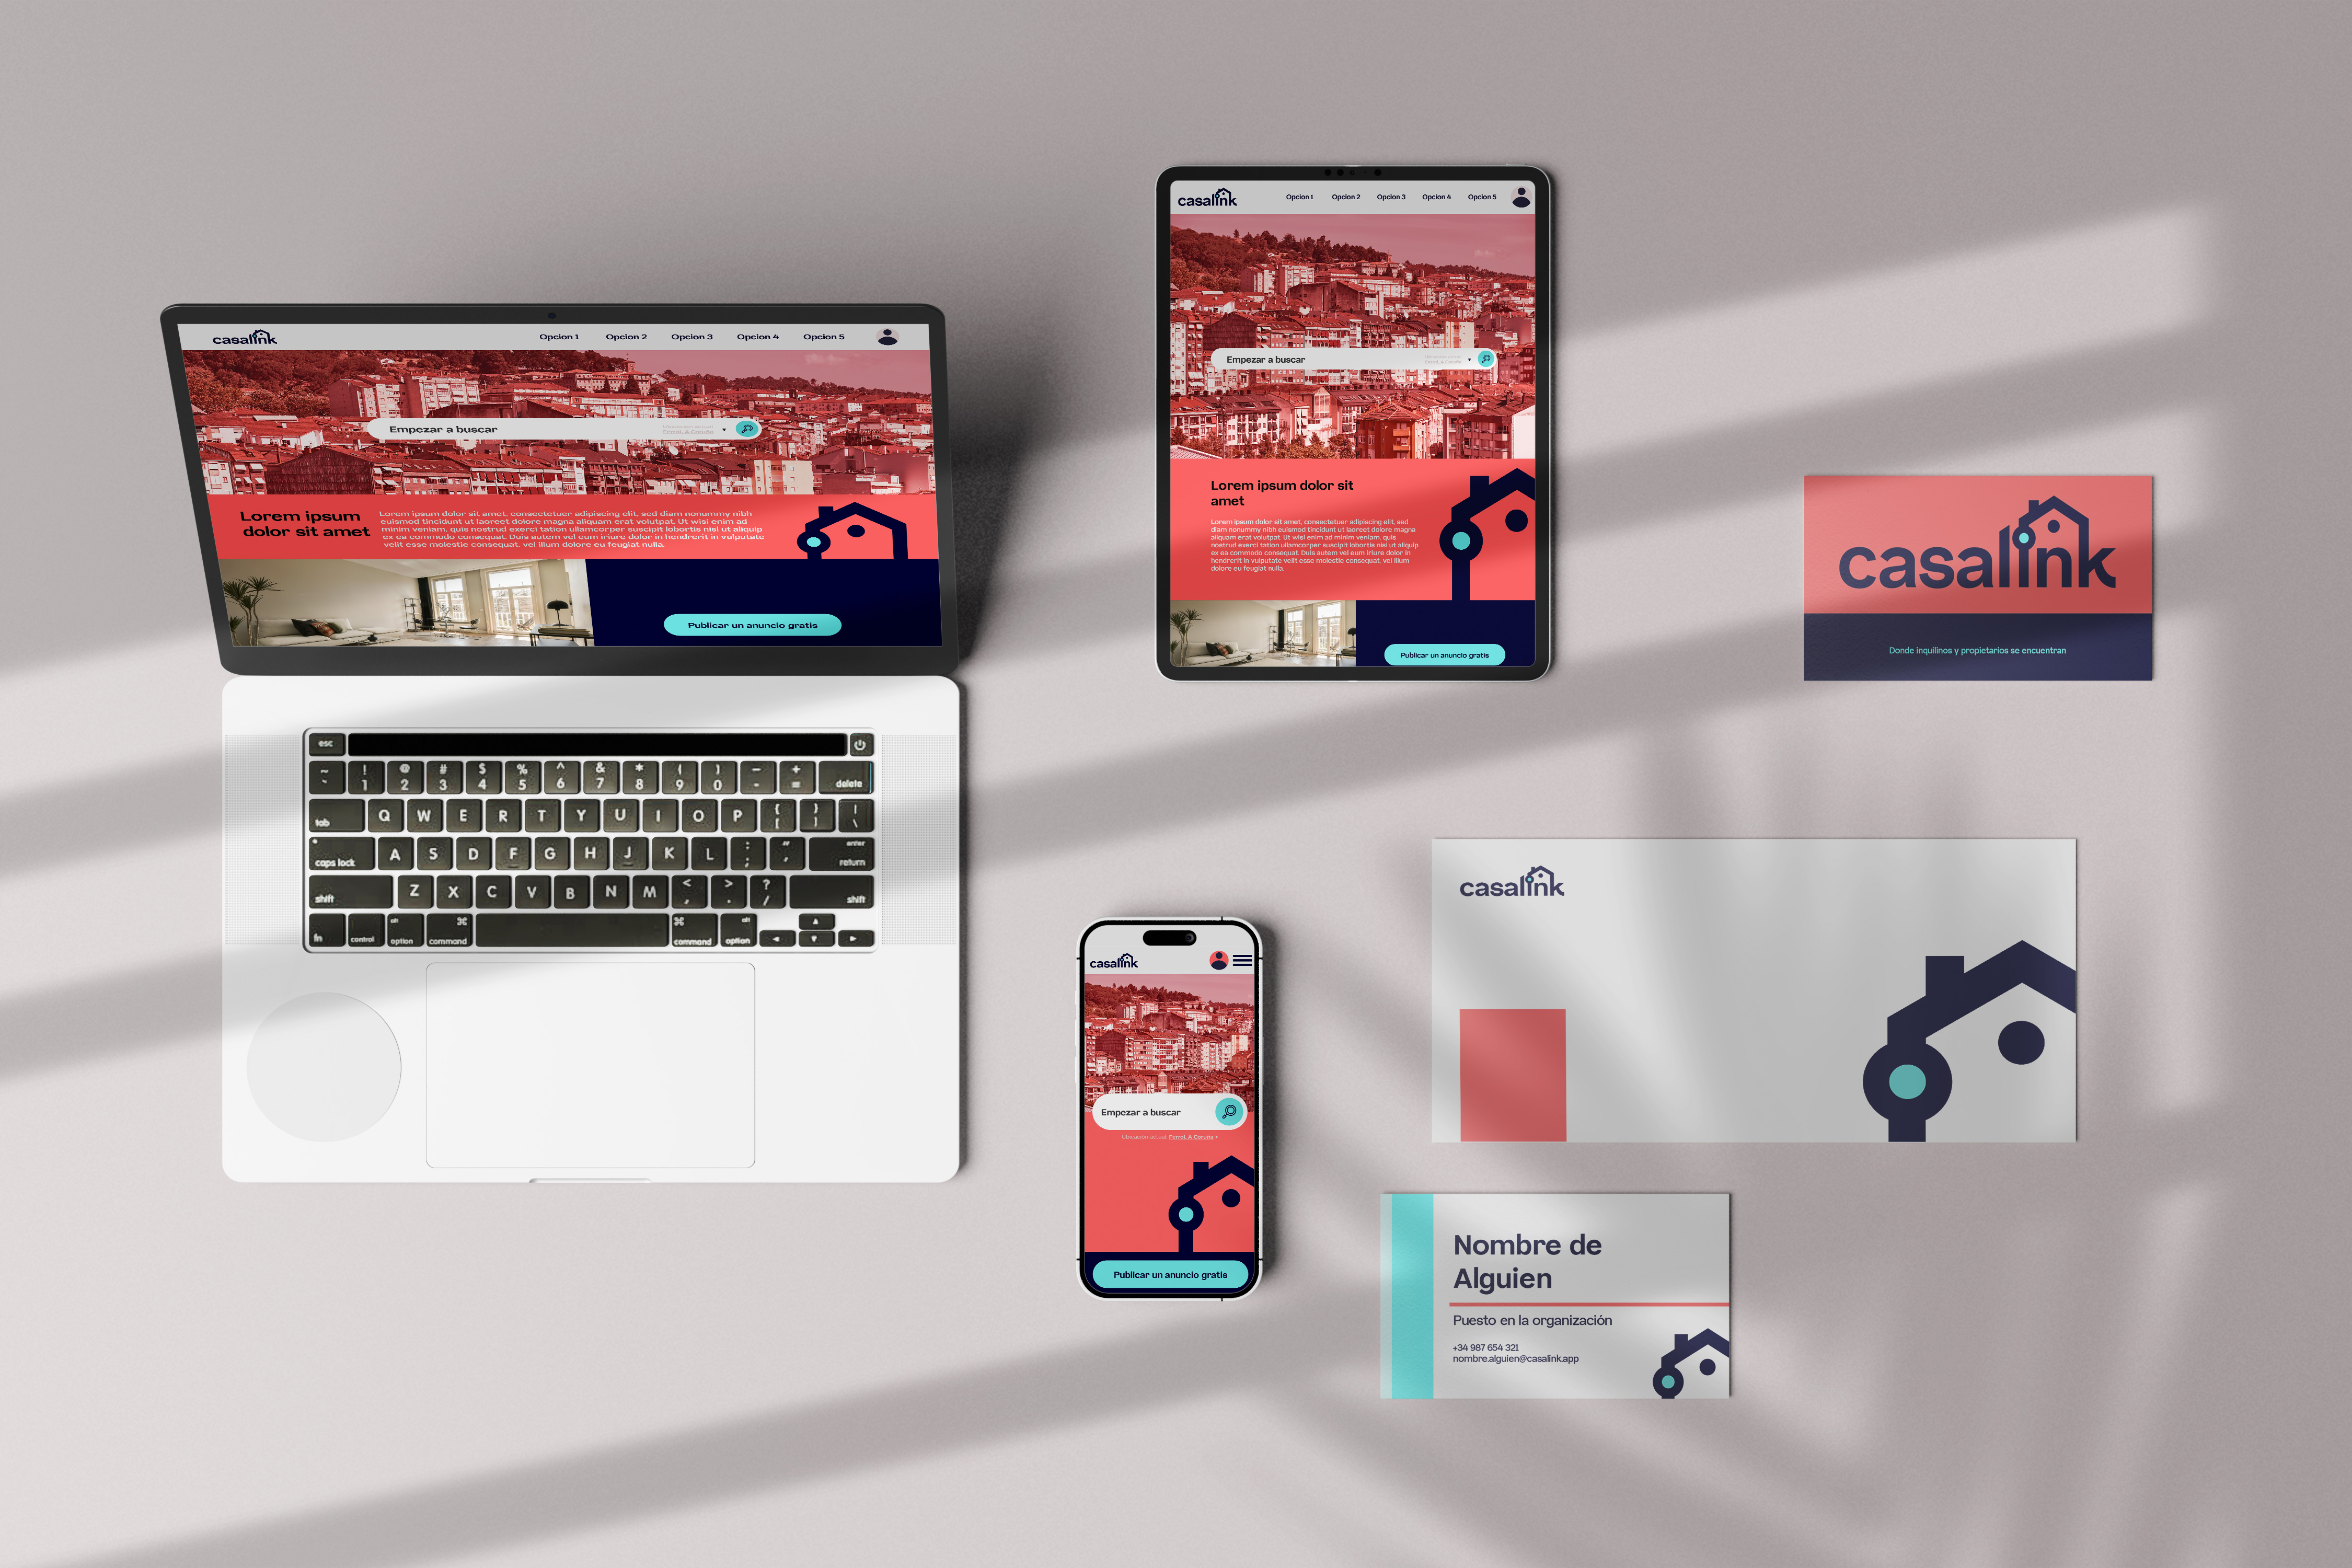 casalink
Opcion 1 Opcion 2 Opcion 3 Opcion 4 Opcion 5
Empezar a buscar
Ubicación actual:
Ferrol, A Coruña
Lorem ipsum
dolor sit amet
Lorem ipsum dolor sit amet, consectetuer adipiscing elit, sed diam nonummy nibh
euismod tincidunt ut laoreet dolore magna aliquam erat volutpat. Ut wisi enim ad
minim veniam, quis nostrud exerci tation ullamcorper suscipit lobortis nisl ut aliquip
ex ea commodo consequat. Duis autem vel eum iriure dolor in hendrerit in vulputate
velit esse molestie consequat, vel illum dolore eu feugiat nulla.
Publicar un anuncio gratis
esc
~ ! @ # $ % ^ & * ( ) – +
` 1 2 3 4 5 6 7 8 9 0 - = delete
tab Q W E R T Y U I O P { [ } ] | \
caps lock A S D F G H J K L : ; " ' enter return
shift Z X C V B N M < , > . ? / shift
fn control alt option ⌘ command ⌘ command alt option
casalink
Opcion 1 Opcion 2 Opcion 3 Opcion 4 Opcion 5
Empezar a buscar
Lorem ipsum dolor sit
amet
Lorem ipsum dolor sit amet, consectetuer adipiscing elit, sed
diam nonummy nibh euismod tincidunt ut laoreet dolore magna
aliquam erat volutpat. Ut wisi enim ad minim veniam, quis
nostrud exerci tation ullamcorper suscipit lobortis nisl ut aliquip
ex ea commodo consequat. Duis autem vel eum iriure dolor in
hendrerit in vulputate velit esse molestie consequat, vel illum
dolore eu feugiat nulla.
Publicar un anuncio gratis
casalink
Donde inquilinos y propietarios se encuentran
casalink
casalink
Empezar a buscar
Ubicación actual: Ferrol, A Coruña
Publicar un anuncio gratis
Nombre de
Alguien
Puesto en la organización
+34 987 654 321
nombre.alguien@casalink.app